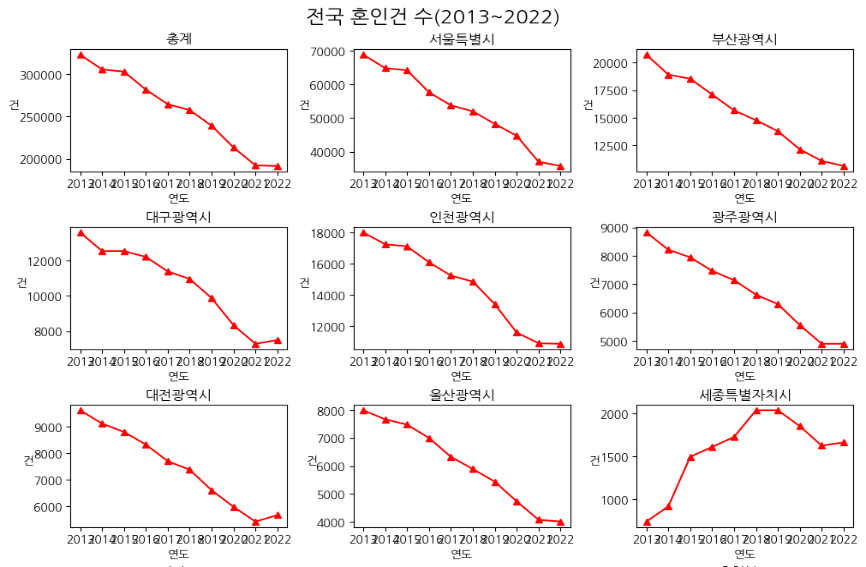 전국 혼인건 수(2013~2022)
총계
서울특별시
부산광역시
300000
250000
200000
건
2013 2014 2015 2016 2017 2018 2019 2020 2021 2022
연도
70000
60000
50000
40000
건
2013 2014 2015 2016 2017 2018 2019 2020 2021 2022
연도
20000
17500
15000
12500
건
2013 2014 2015 2016 2017 2018 2019 2020 2021 2022
연도
대구광역시
인천광역시
광주광역시
12000
10000
8000
건
2013 2014 2015 2016 2017 2018 2019 2020 2021 2022
연도
18000
16000
14000
12000
건
2013 2014 2015 2016 2017 2018 2019 2020 2021 2022
연도
9000
8000
7000
6000
5000
건
2013 2014 2015 2016 2017 2018 2019 2020 2021 2022
연도
대전광역시
울산광역시
세종특별자치시
9000
8000
7000
6000
건
2013 2014 2015 2016 2017 2018 2019 2020 2021 2022
연도
8000
7000
6000
5000
4000
건
2013 2014 2015 2016 2017 2018 2019 2020 2021 2022
연도
2000
1500
1000
건
2013 2014 2015 2016 2017 2018 2019 2020 2021 2022
연도